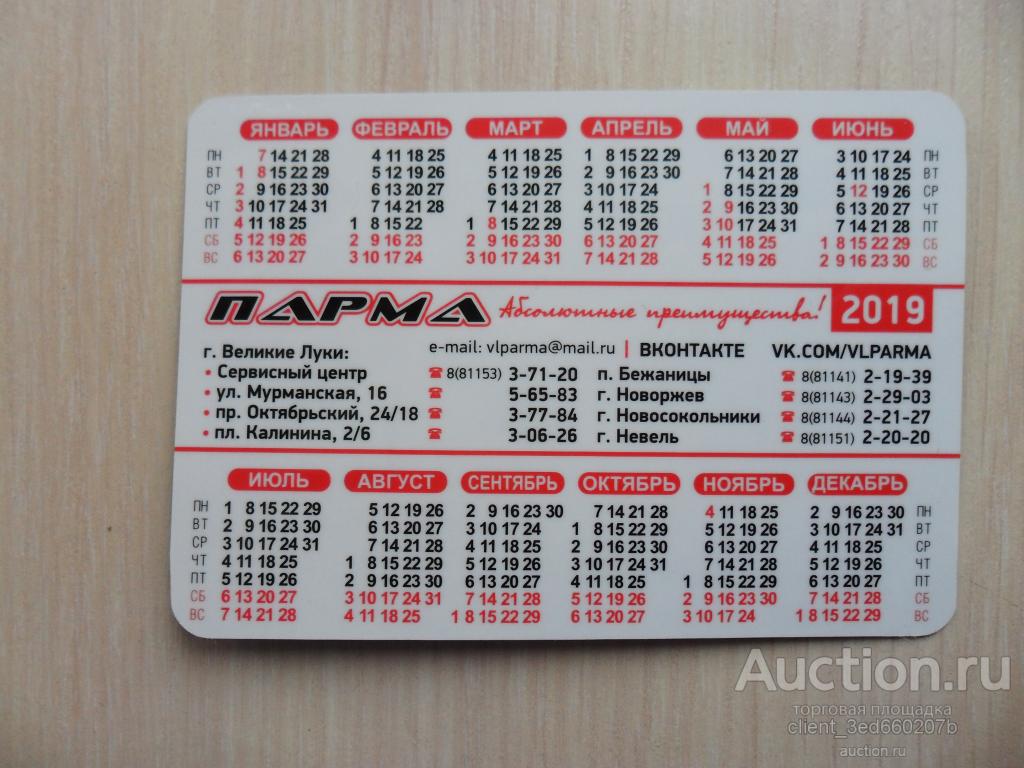 ЯНВАРЬ ФЕВРАЛЬ МАРТ АПРЕЛЬ МАЙ ИЮНЬ
ПН 7 14 21 28 4 11 18 25 4 11 18 25 1 8 15 22 29 6 13 20 27 3 10 17 24 ПН
ВТ 1 8 15 22 29 5 12 19 26 5 12 19 26 2 9 16 23 30 7 14 21 28 4 11 18 25 ВТ
СР 2 9 16 23 30 6 13 20 27 6 13 20 27 3 10 17 24 1 8 15 22 29 5 12 19 26 СР
ЧТ 3 10 17 24 31 7 14 21 28 7 14 21 28 4 11 18 25 2 9 16 23 30 6 13 20 27 ЧТ
ПТ 4 11 18 25 1 8 15 22 1 8 15 22 29 5 12 19 26 3 10 17 24 31 7 14 21 28 ПТ
СБ 5 12 19 26 2 9 16 23 2 9 16 23 30 6 13 20 27 4 11 18 25 1 8 15 22 29 СБ
ВС 6 13 20 27 3 10 17 24 3 10 17 24 31 7 14 21 28 5 12 19 26 2 9 16 23 30 ВС
ПАРМА Абсолютные преимущества! 2019
г. Великие Луки: e-mail: vlparma@mail.ru | ВКОНТАКТЕ VK.COM/VLPARMA
• Сервисный центр ☎ 8(81153) 3-71-20 п. Бежаницы ☎ 8(81141) 2-19-39
• ул. Мурманская, 16 ☎ 5-65-83 г. Новоржев ☎ 8(81143) 2-29-03
• пр. Октябрьский, 24/18 ☎ 3-77-84 г. Новосокольники ☎ 8(81144) 2-21-27
• пл. Калинина, 2/6 ☎ 3-06-26 г. Невель ☎ 8(81151) 2-20-20
ИЮЛЬ АВГУСТ СЕНТЯБРЬ ОКТЯБРЬ НОЯБРЬ ДЕКАБРЬ
ПН 1 8 15 22 29 5 12 19 26 2 9 16 23 30 7 14 21 28 4 11 18 25 2 9 16 23 30 ПН
ВТ 2 9 16 23 30 6 13 20 27 3 10 17 24 1 8 15 22 29 5 12 19 26 3 10 17 24 31 ВТ
СР 3 10 17 24 31 7 14 21 28 4 11 18 25 2 9 16 23 30 6 13 20 27 4 11 18 25 СР
ЧТ 4 11 18 25 1 8 15 22 29 5 12 19 26 3 10 17 24 31 7 14 21 28 5 12 19 26 ЧТ
ПТ 5 12 19 26 2 9 16 23 30 6 13 20 27 4 11 18 25 1 8 15 22 29 6 13 20 27 ПТ
СБ 6 13 20 27 3 10 17 24 31 7 14 21 28 5 12 19 26 2 9 16 23 30 7 14 21 28 СБ
ВС 7 14 21 28 4 11 18 25 1 8 15 22 29 6 13 20 27 3 10 17 24 1 8 15 22 29 ВС
Auction.ru
торговая площадка
client_3ed660207b
auction.ru